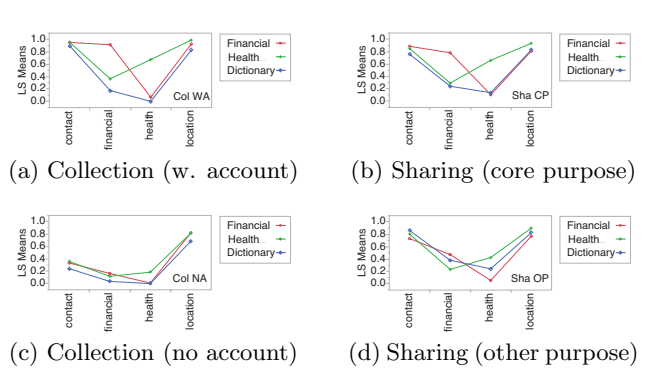 LS Means
1.0
0.8
0.6
0.4
0.2
0.0
Col WA
contact
financial
health
location
Financial
Health
Dictionary
(a) Collection (w. account)
LS Means
1.0
0.8
0.6
0.4
0.2
0.0
Sha CP
contact
financial
health
location
Financial
Health
Dictionary
(b) Sharing (core purpose)
LS Means
1.0
0.8
0.6
0.4
0.2
0.0
Col NA
contact
financial
health
location
Financial
Health
Dictionary
(c) Collection (no account)
LS Means
1.0
0.8
0.6
0.4
0.2
0.0
Sha OP
contact
financial
health
location
Financial
Health
Dictionary
(d) Sharing (other purpose)